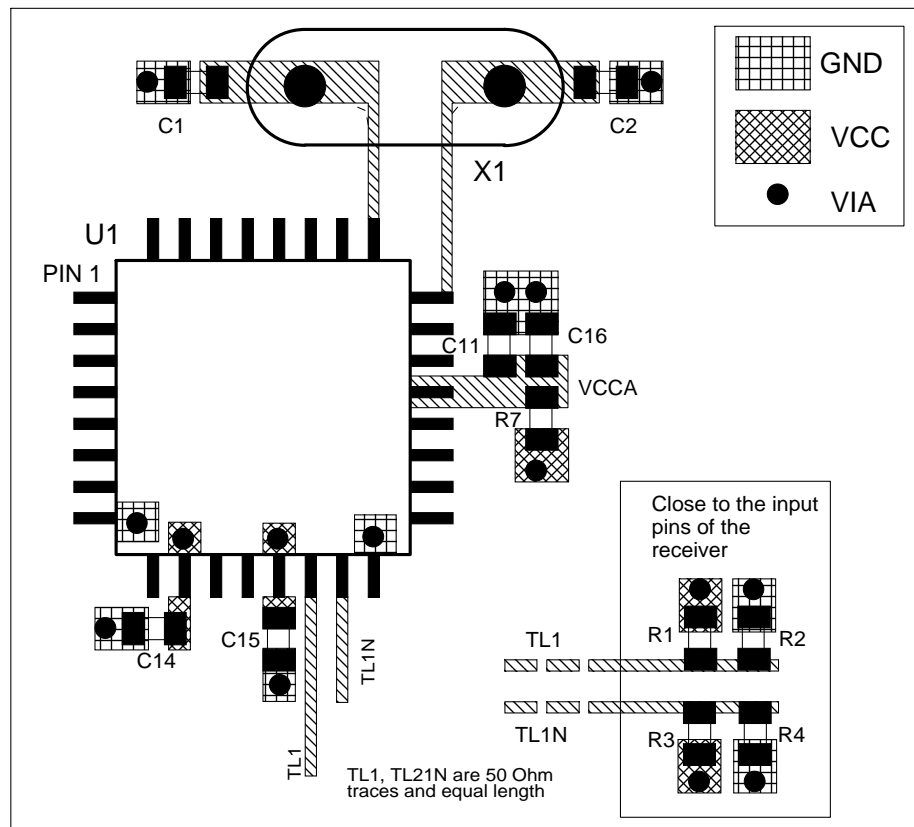 GND
VCC
VIA
C1
C2
X1
U1
PIN 1
C11
C16
VCCA
R7
Close to the input
pins of the
receiver
C14
C15
TL1
TL1N
TL1
TL1N
R1
R2
R3
R4
TL1, TL21N are 50 Ohm
traces and equal length